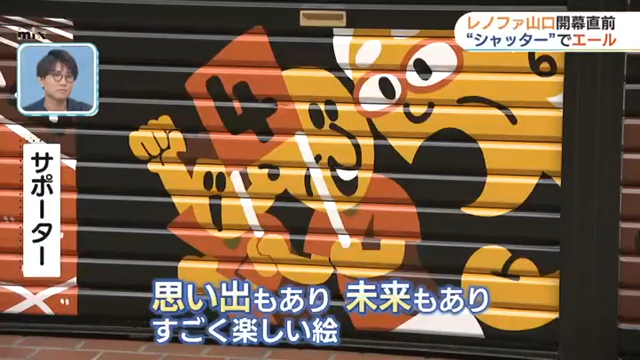 mix
レノファ山口開幕直前
“シャッター”でエール
サポーター
思い出もあり 未来もあり
すごく楽しい絵